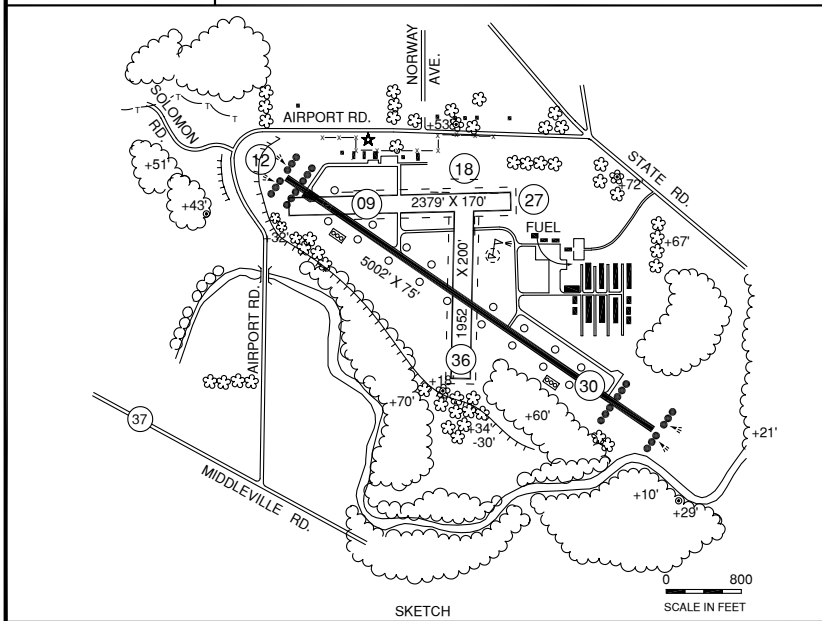 NORWAY
AVE.
SOLOMON
RD.
AIRPORT RD.
+53'
+51'
12
18
STATE RD.
+72'
+43'
09
2379' X 170'
27
FUEL
+67'
5002' X 75'
1952 X 200'
AIRPORT RD.
36
30
+70'
+60'
+34'
-30'
+21'
37
MIDDLEVILLE RD.
+10'
+29'
0 800
SCALE IN FEET
SKETCH